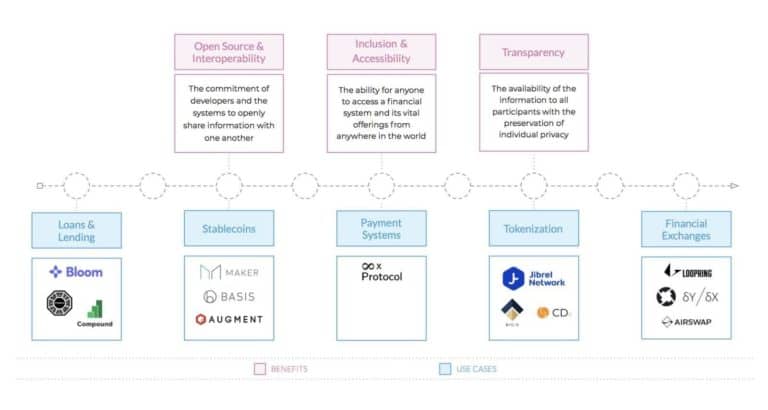 Open Source &
Interoperability
Inclusion &
Accessibility
Transparency
The commitment of
developers and the
systems to openly
share information with
one another
The ability for anyone
to access a financial
system and its vital
offerings from
anywhere in the world
The availability of the
information to all
participants with the
preservation of
individual privacy
Loans &
Lending
Stablecoins
Payment
Systems
Tokenization
Financial
Exchanges
Bloom
Compound
MAKER
BASIS
AUGMENT
X
Protocol
Jibrel
Network
CD
LOOPRING
δY/δX
AIRSWAP
BENEFITS
USE CASES